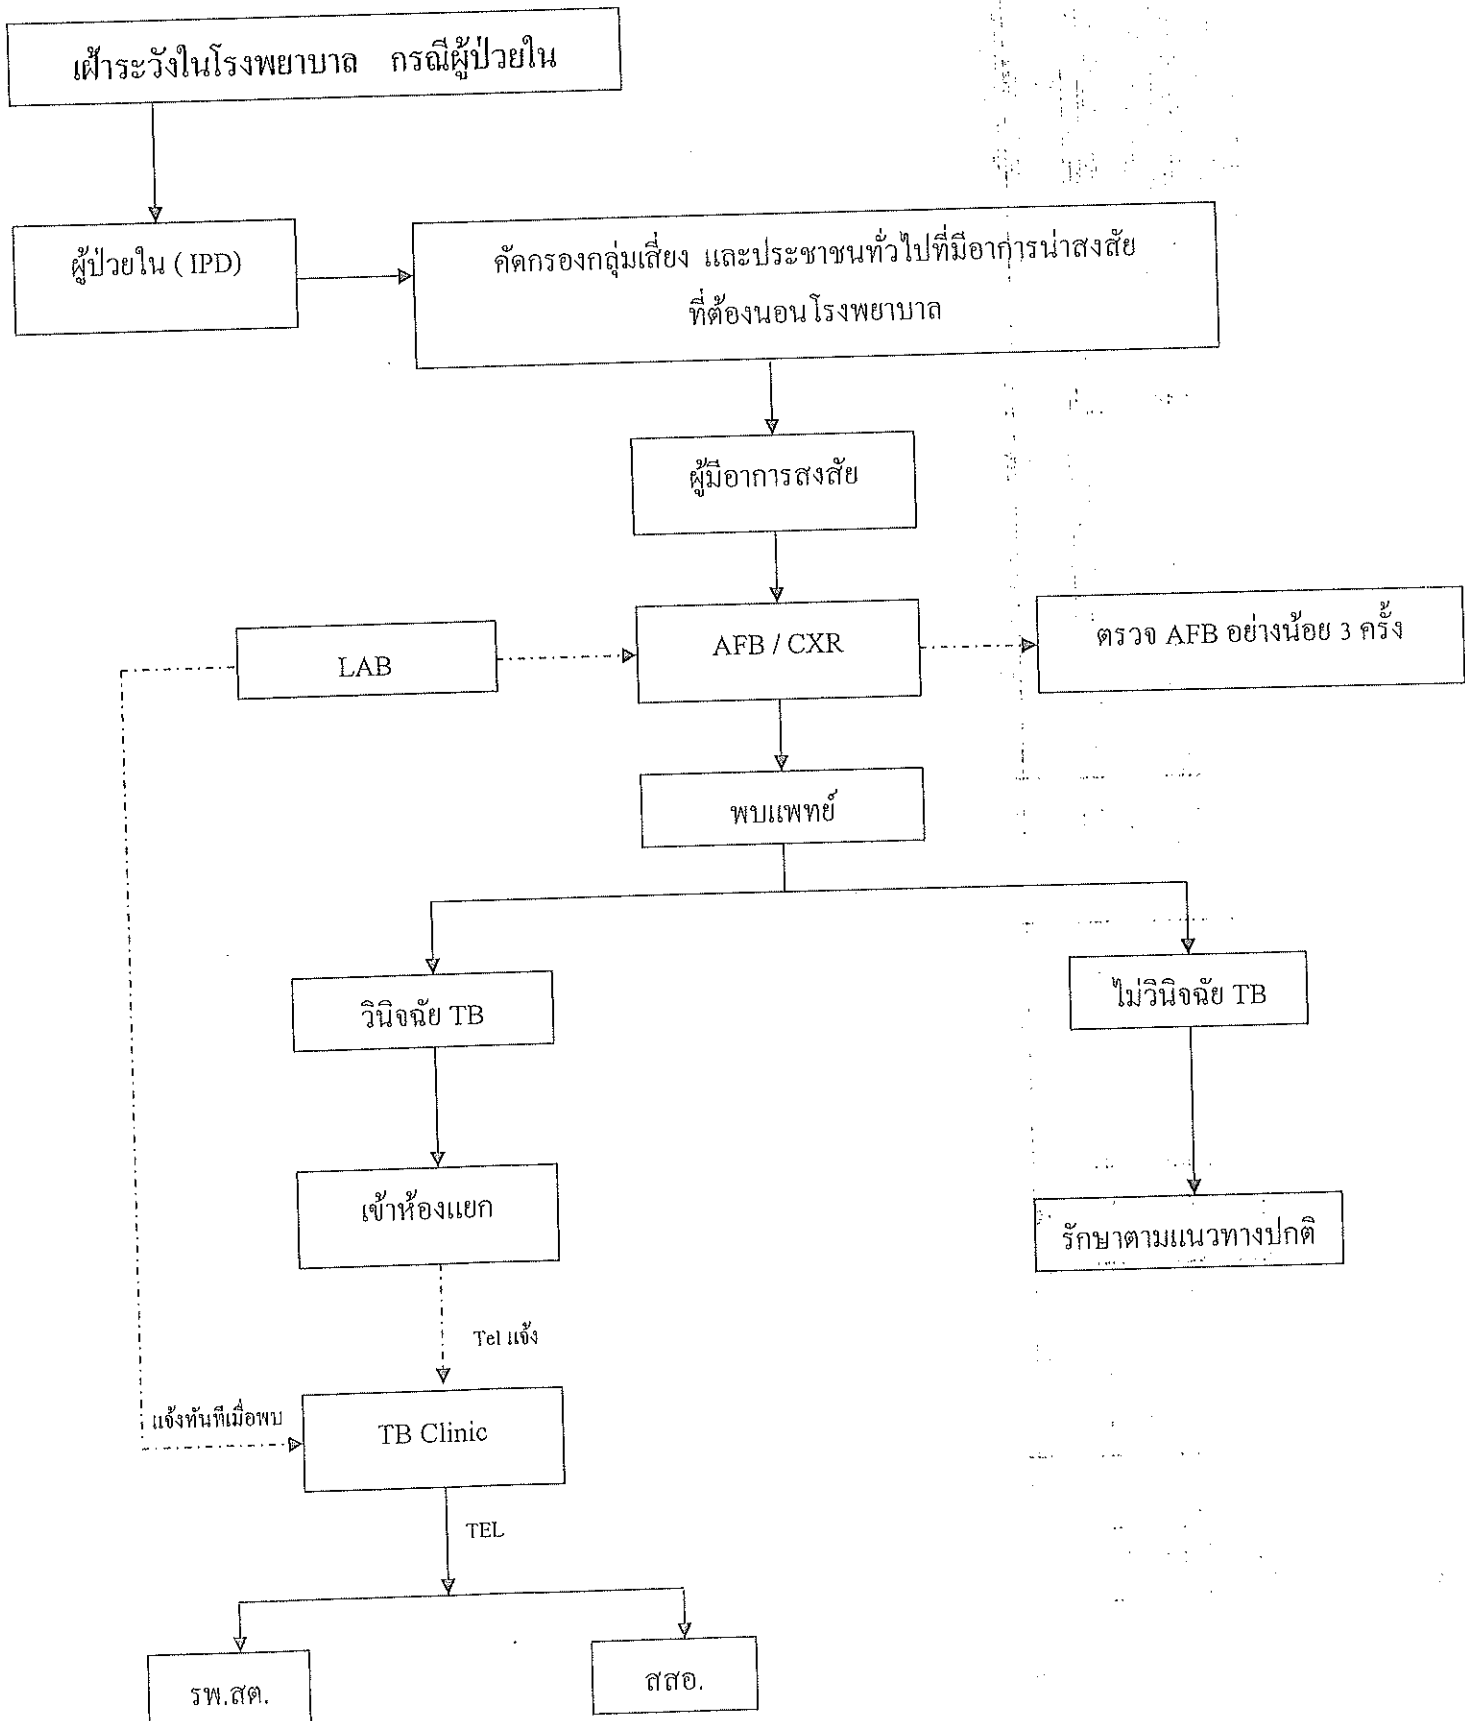 เฝ้าระวังในโรงพยาบาล กรณีผู้ป่วยใน
ผู้ป่วยใน ( IPD)
คัดกรองกลุ่มเสี่ยง และประชาชนทั่วไปที่มีอาการน่าสงสัย
ที่ต้องนอนโรงพยาบาล
ผู้มีอาการสงสัย
LAB
AFB / CXR
ตรวจ AFB อย่างน้อย 3 ครั้ง
พบแพทย์
วินิจฉัย TB
ไม่วินิจฉัย TB
เข้าห้องแยก
รักษาตามแนวทางปกติ
Tel แจ้ง
แจ้งทันทีเมื่อพบ
TB Clinic
TEL
รพ.สต.
สสอ.